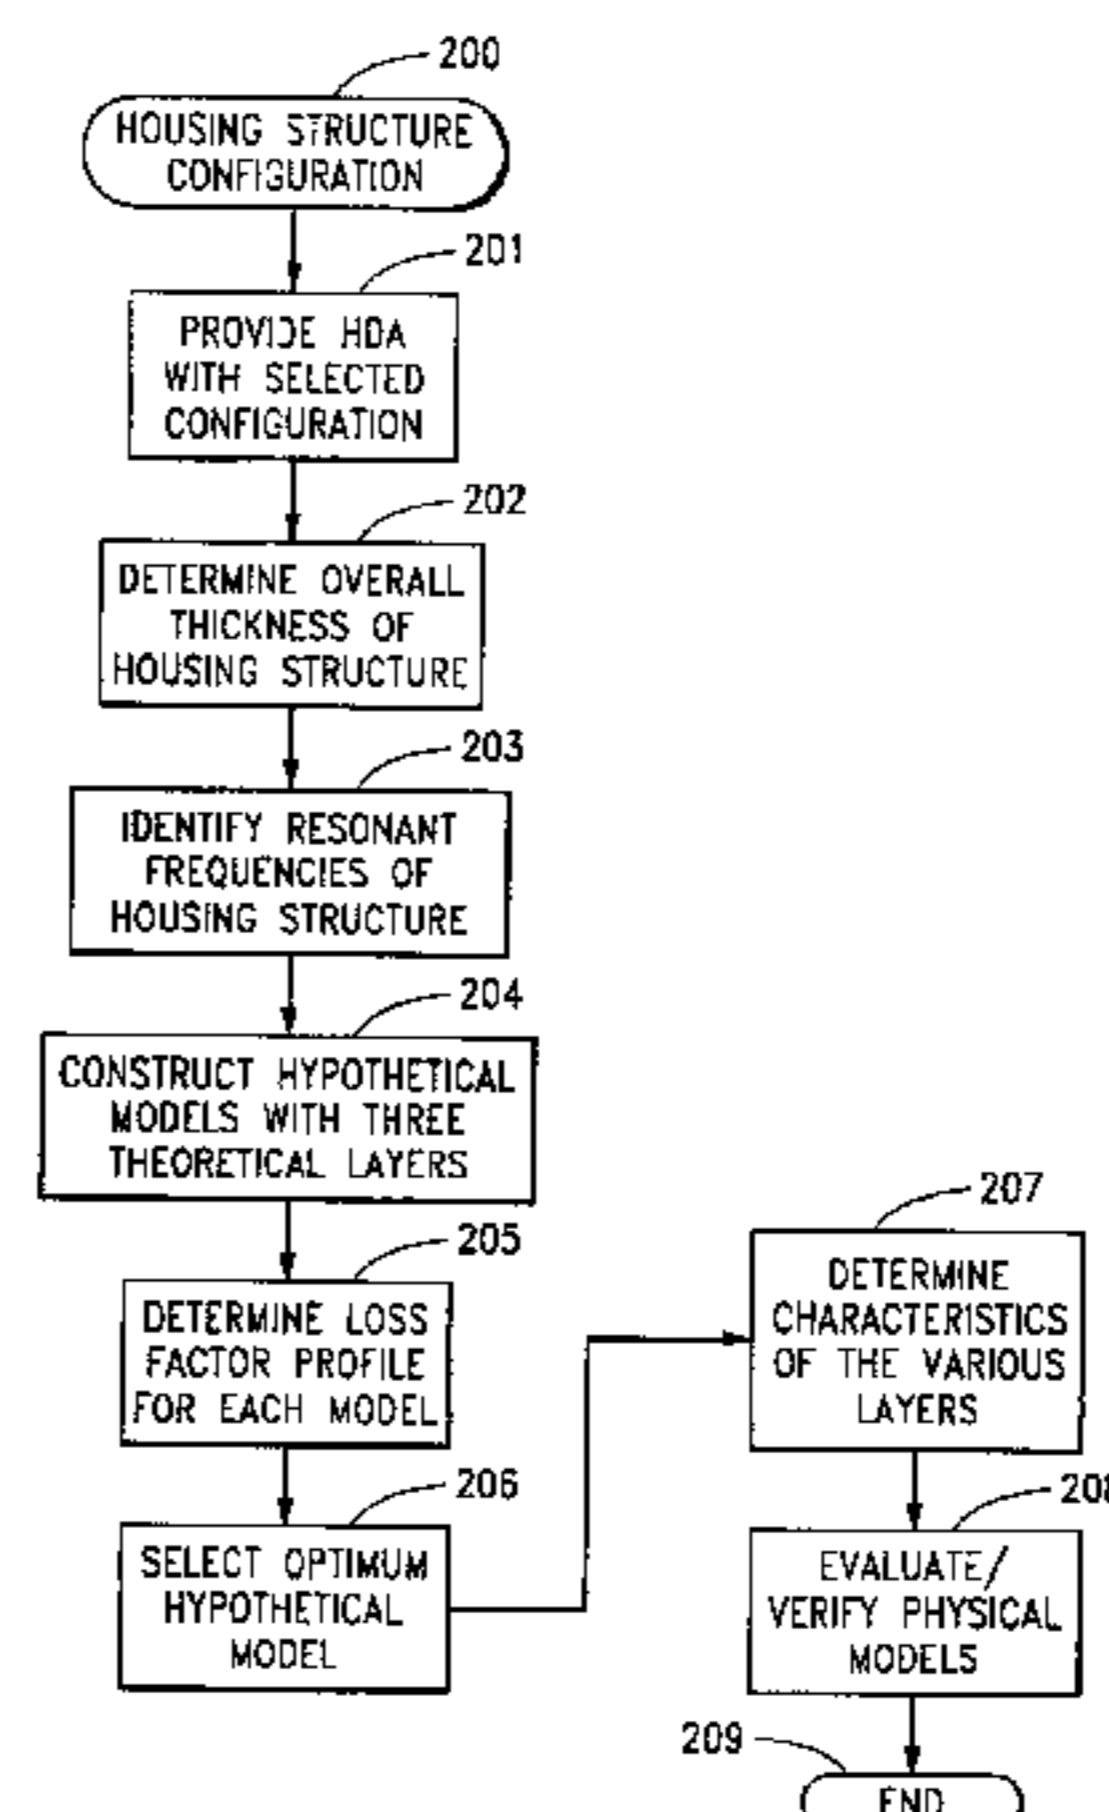 200
HOUSING STRUCTURE
CONFIGURATION
201
PROVIDE HDA
WITH SELECTED
CONFIGURATION
202
DETERMINE OVERALL
THICKNESS OF
HOUSING STRUCTURE
203
IDENTIFY RESONANT
FREQUENCIES OF
HOUSING STRUCTURE
204
CONSTRUCT HYPOTHETICAL
MODELS WITH THREE
THEORETICAL LAYERS
205
DETERMINE LOSS
FACTOR PROFILE
FOR EACH MODEL
206
SELECT OPTIMUM
HYPOTHETICAL
MODEL
207
DETERMINE
CHARACTERISTICS
OF THE VARIOUS
LAYERS
208
EVALUATE/
VERIFY PHYSICAL
MODELS
209
END